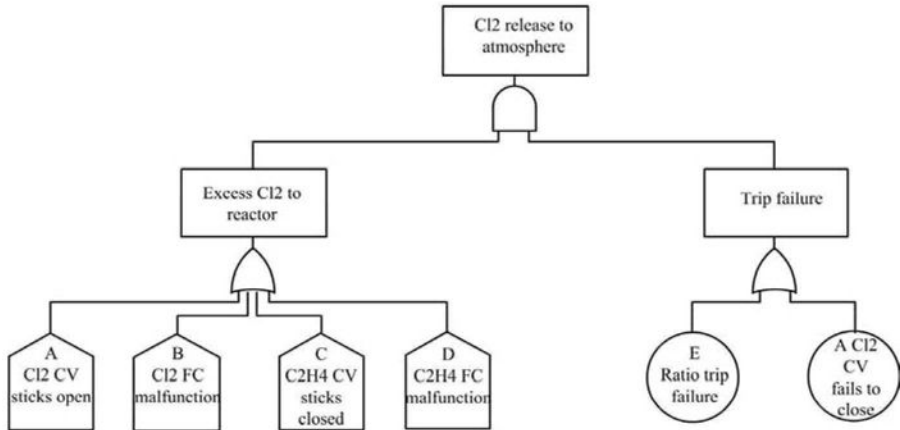 Cl2 release to
atmosphere
Excess Cl2 to
reactor
Trip failure
A
Cl2 CV
sticks open
B
Cl2 FC
malfunction
C
C2H4 CV
sticks
closed
D
C2H4 FC
malfunction
E
Ratio trip
failure
A Cl2
CV
fails to
close